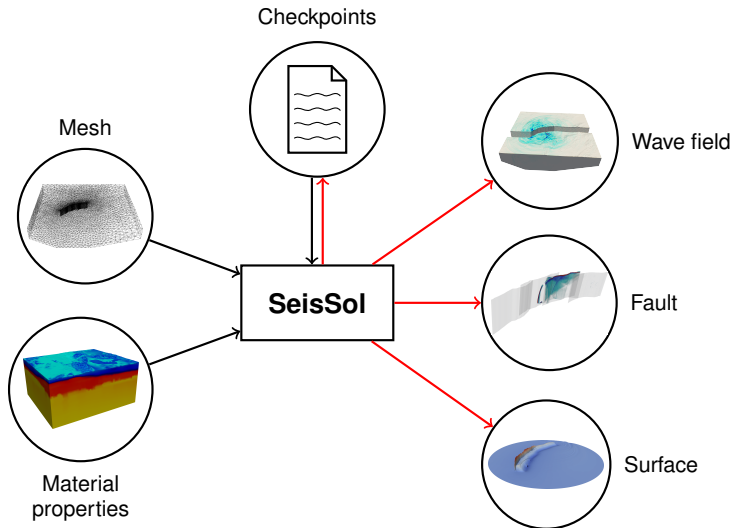 Checkpoints
Mesh
Wave field
SeisSol
Fault
Material
properties
Surface